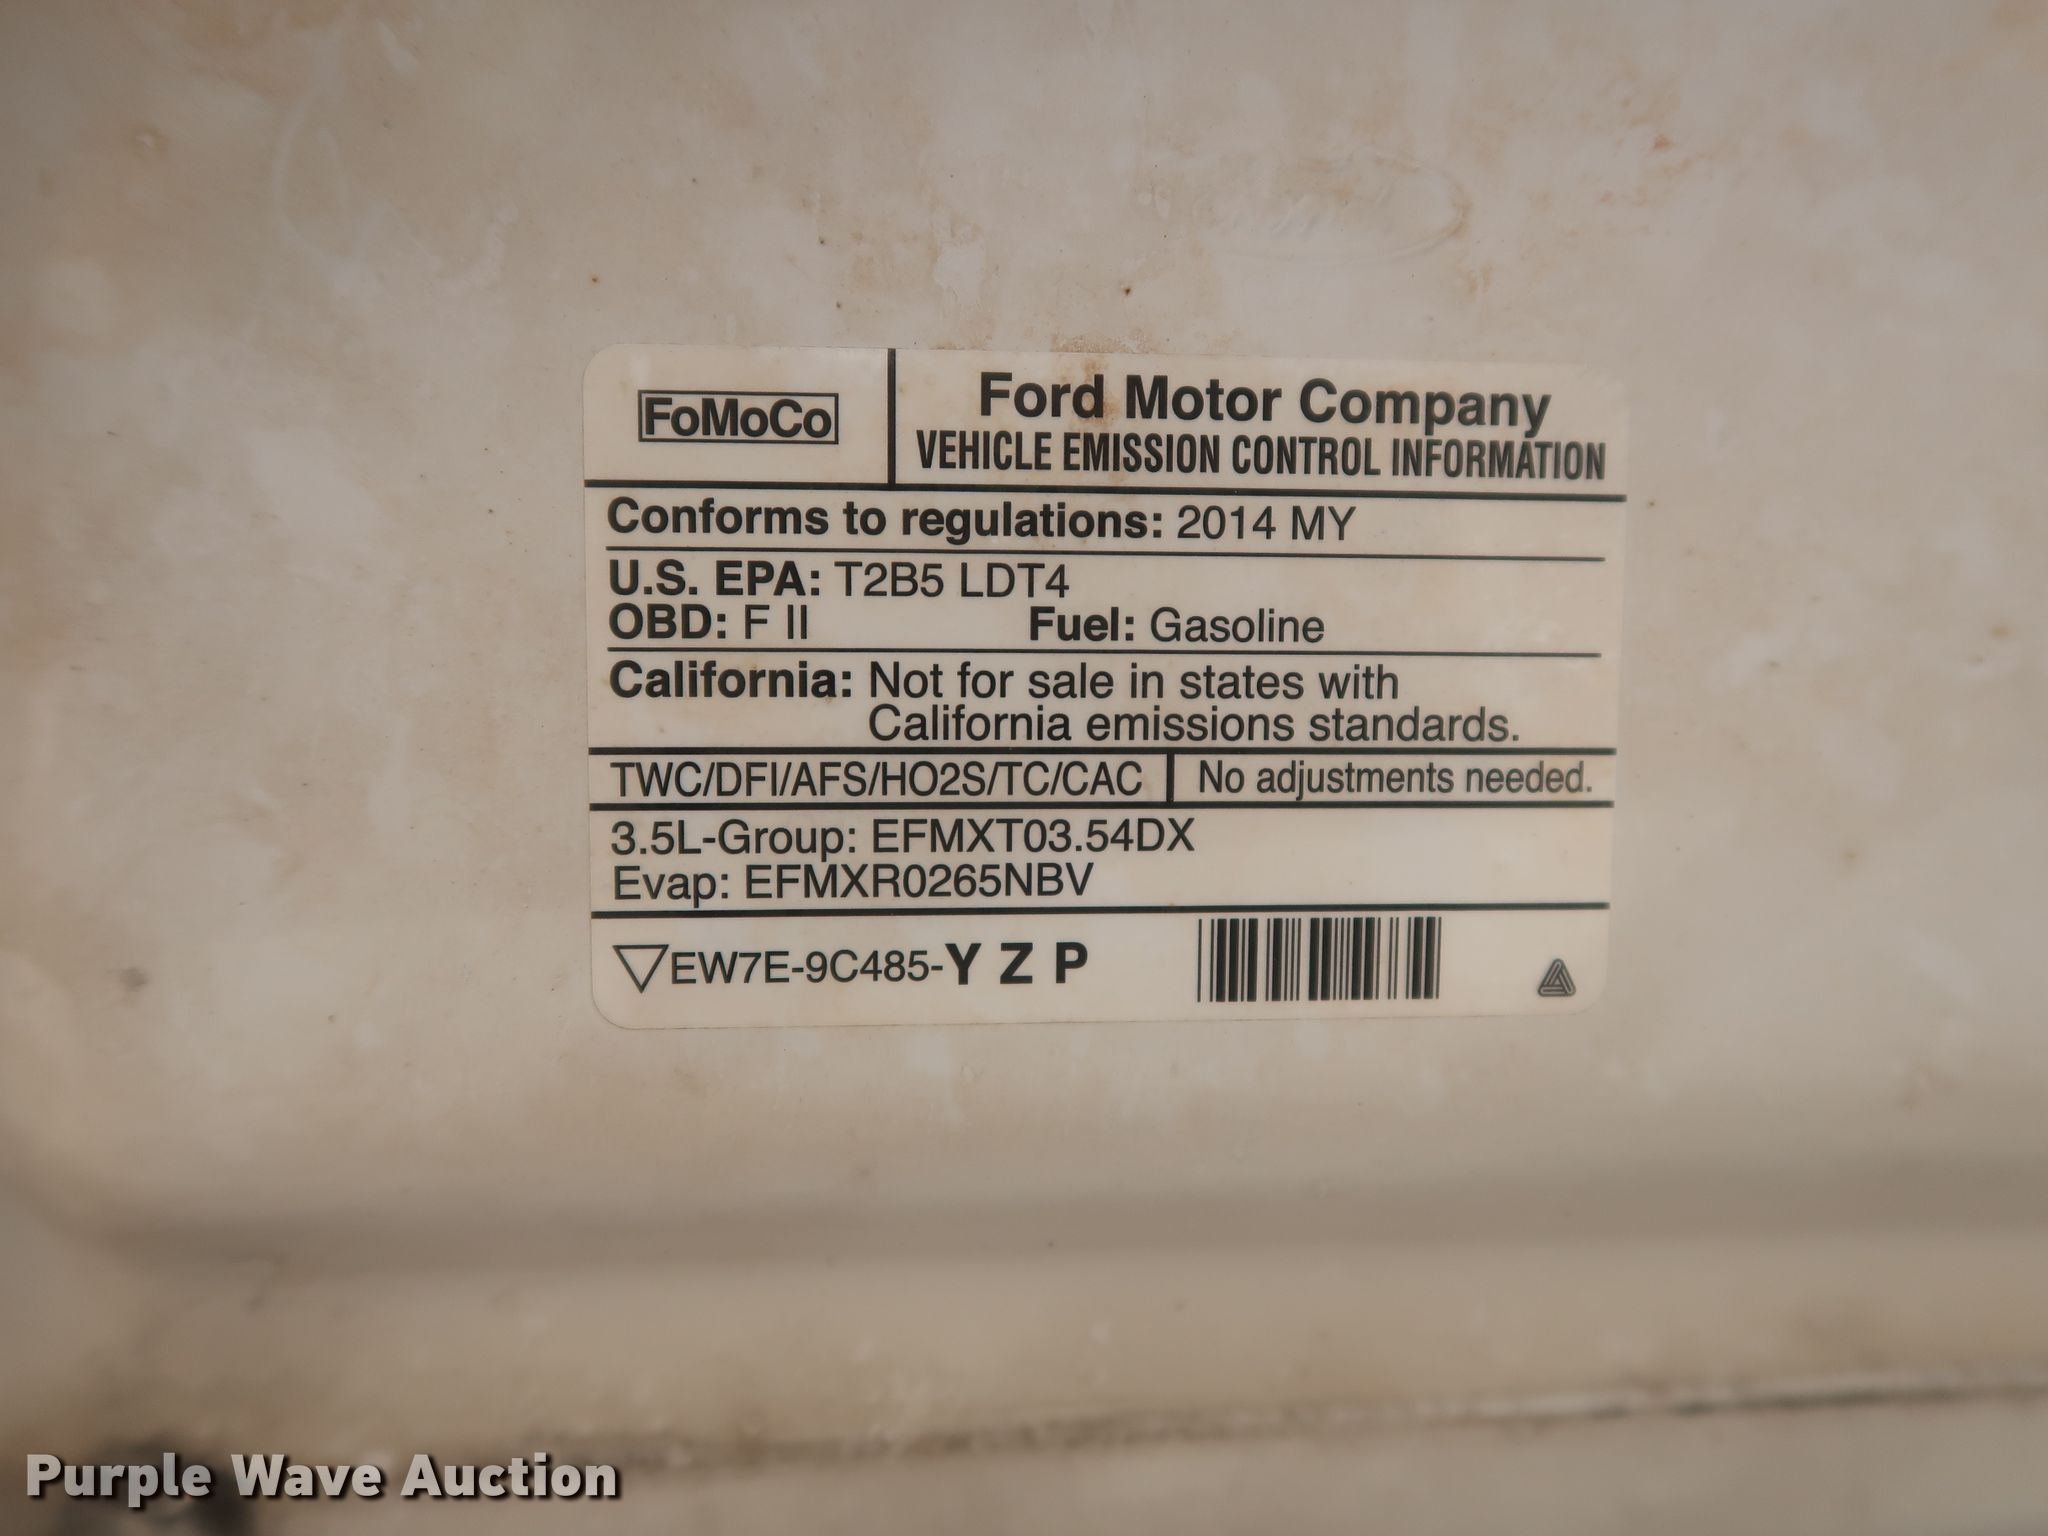 FoMoCo
Ford Motor Company
VEHICLE EMISSION CONTROL INFORMATION
Conforms to regulations: 2014 MY
U.S. EPA: T2B5 LDT4
OBD: F II Fuel: Gasoline
California: Not for sale in states with
California emissions standards.
TWC/DFI/AFS/HO2S/TC/CAC
No adjustments needed.
3.5L-Group: EFMXT03.54DX
Evap: EFMXR0265NBV
EW7E-9C485-Y Z P
Purple Wave Auction